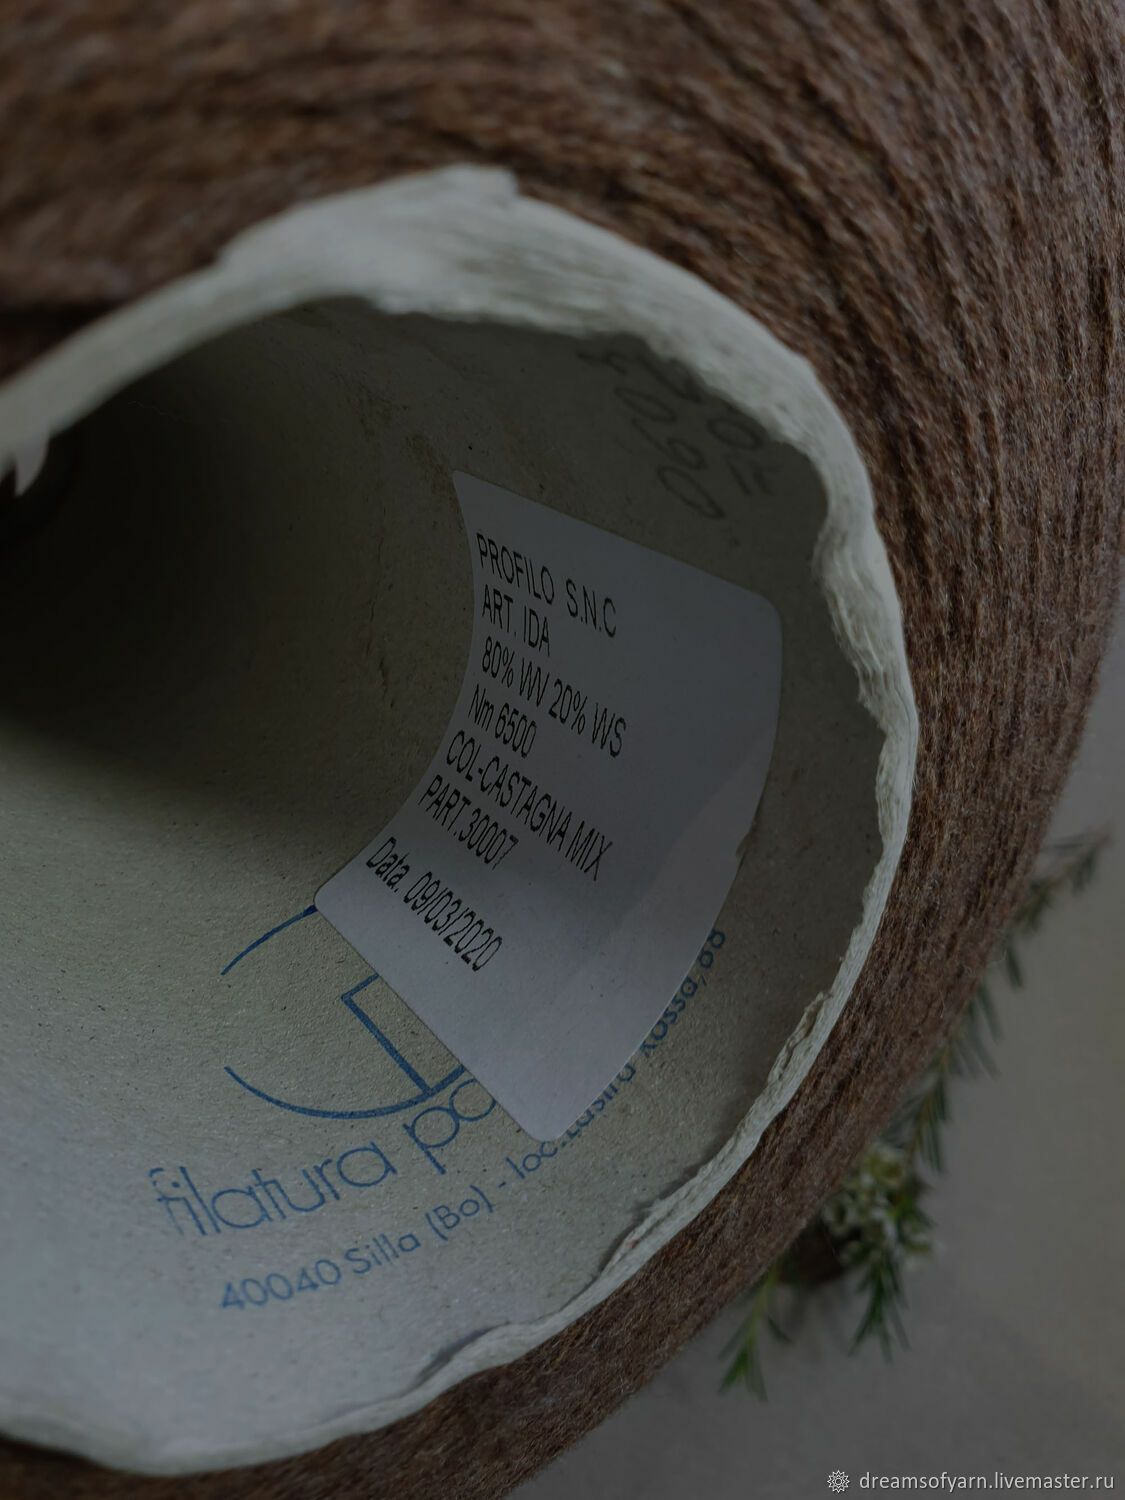 PROFILO S.N.C
ART. IDA
80% WV 20% WS
Nm 6500
COL-CASTAGNA MIX
PART.30007
Data. 09/03/2020
filatura
40040 Silla (Bo) - loc.
dreamsofyarn.livemaster.ru